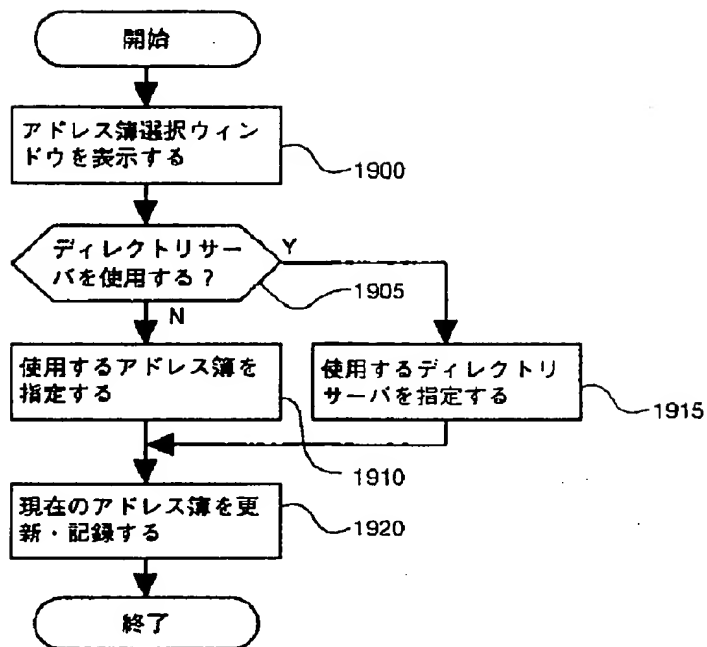 開始
アドレス簿選択ウィン
ドウを表示する
1900
ディレクトリサー
バを使用する?
Y
1905
N
使用するアドレス簿を
指定する
使用するディレクトリ
サーバを指定する
1915
1910
現在のアドレス簿を更
新・記録する
1920
終了